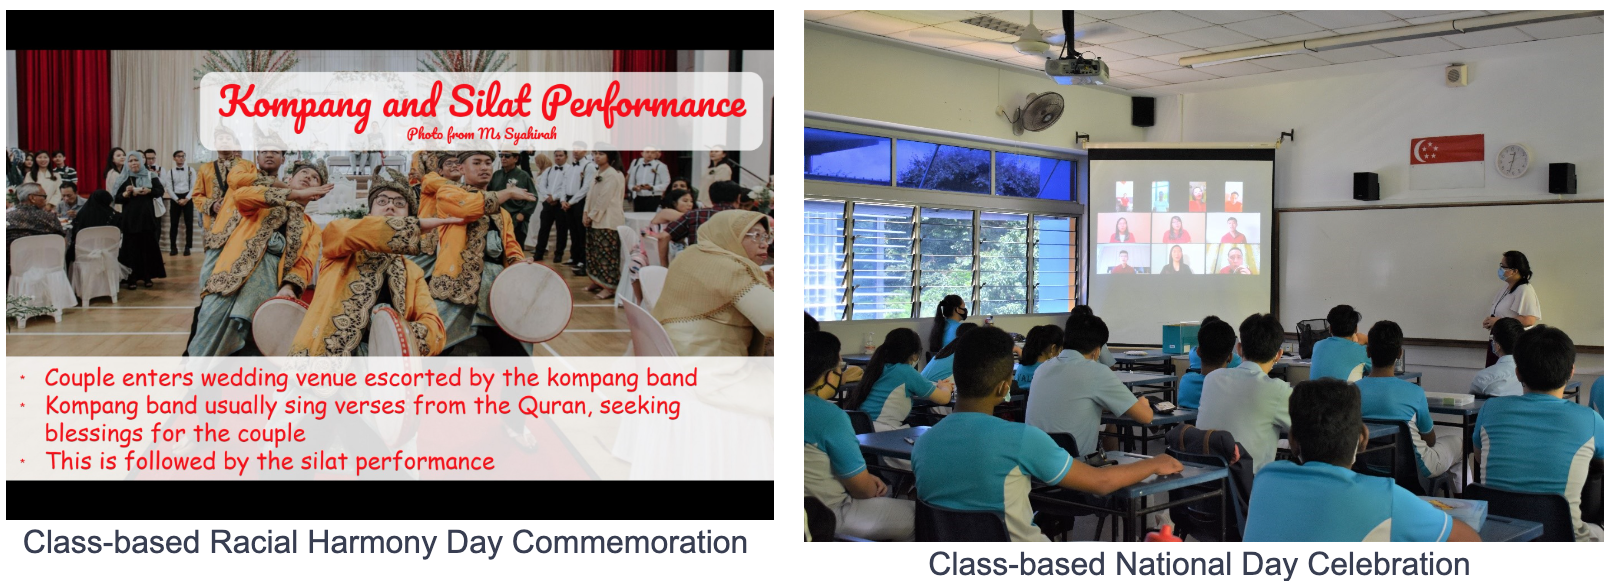 Kompang and Silat Performance
Photo from Ms Syahirah
* Couple enters wedding venue escorted by the kompang band
* Kompang band usually sing verses from the Quran, seeking
blessings for the couple
* This is followed by the silat performance
Class-based Racial Harmony Day Commemoration
Class-based National Day Celebration